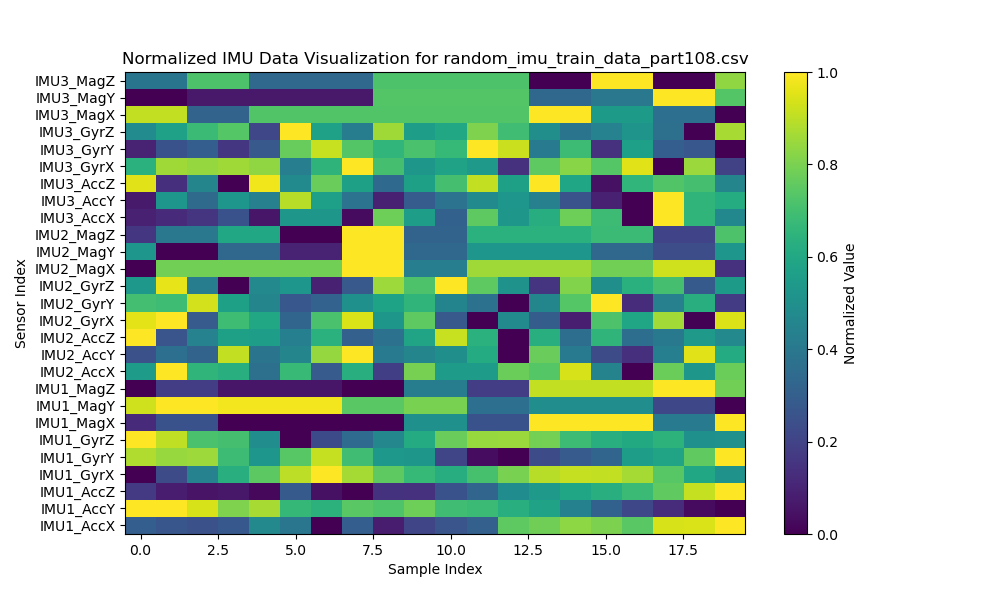 Normalized IMU Data Visualization for random_imu_train_data_part108.csv
IMU3_MagZ
IMU3_MagY
IMU3_MagX
IMU3_GyrZ
IMU3_GyrY
IMU3_GyrX
IMU3_AccZ
IMU3_AccY
IMU3_AccX
IMU2_MagZ
IMU2_MagY
IMU2_MagX
IMU2_GyrZ
IMU2_GyrY
IMU2_GyrX
IMU2_AccZ
IMU2_AccY
IMU2_AccX
IMU1_MagZ
IMU1_MagY
IMU1_MagX
IMU1_GyrZ
IMU1_GyrY
IMU1_GyrX
IMU1_AccZ
IMU1_AccY
IMU1_AccX
Sensor Index
0.0 2.5 5.0 7.5 10.0 12.5 15.0 17.5
Sample Index
1.0
0.8
0.6
0.4
0.2
0.0
Normalized Value